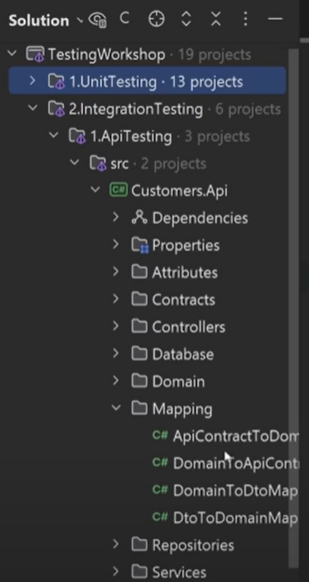 Solution
TestingWorkshop · 19 projects
1.UnitTesting · 13 projects
2.IntegrationTesting · 6 projects
1.ApiTesting · 3 projects
src · 2 projects
C# Customers.Api
Dependencies
Properties
Attributes
Contracts
Controllers
Database
Domain
Mapping
C# ApiContractToDom
C# DomainToApiCont
C# DomainToDtoMap
C# DtoToDomainMap
Repositories
Services